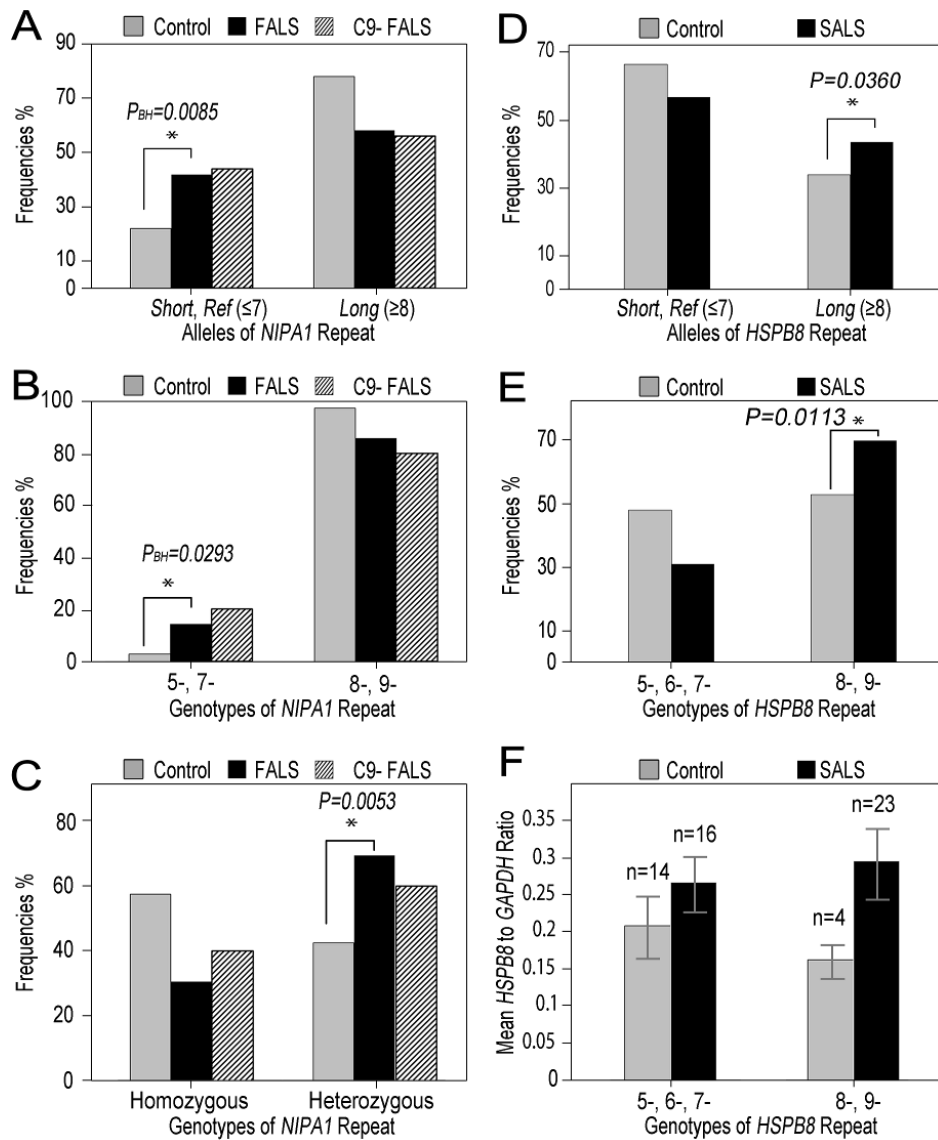 A
Control FALS C9- FALS
90
70
50
30
10
0
Frequencies %
PBH=0.0085
*
Short, Ref (≤7) Long (≥8)
Alleles of NIPA1 Repeat
B
Control FALS C9- FALS
100
80
60
40
20
0
Frequencies %
PBH=0.0293
*
5-, 7- 8-, 9-
Genotypes of NIPA1 Repeat
C
Control FALS C9- FALS
80
60
40
20
0
Frequencies %
P=0.0053
*
Homozygous Heterozygous
Genotypes of NIPA1 Repeat
D
Control SALS
70
50
30
10
0
Frequencies %
P=0.0360
*
Short, Ref (≤7) Long (≥8)
Alleles of HSPB8 Repeat
E
Control SALS
70
50
30
10
0
Frequencies %
P=0.0113 *
5-, 6-, 7- 8-, 9-
Genotypes of HSPB8 Repeat
F
Control SALS
0.35
0.3
0.25
0.2
0.15
0.1
0.05
0
Mean HSPB8 to GAPDH Ratio
n=14 n=16
n=4 n=23
5-, 6-, 7- 8-, 9-
Genotypes of HSPB8 Repeat